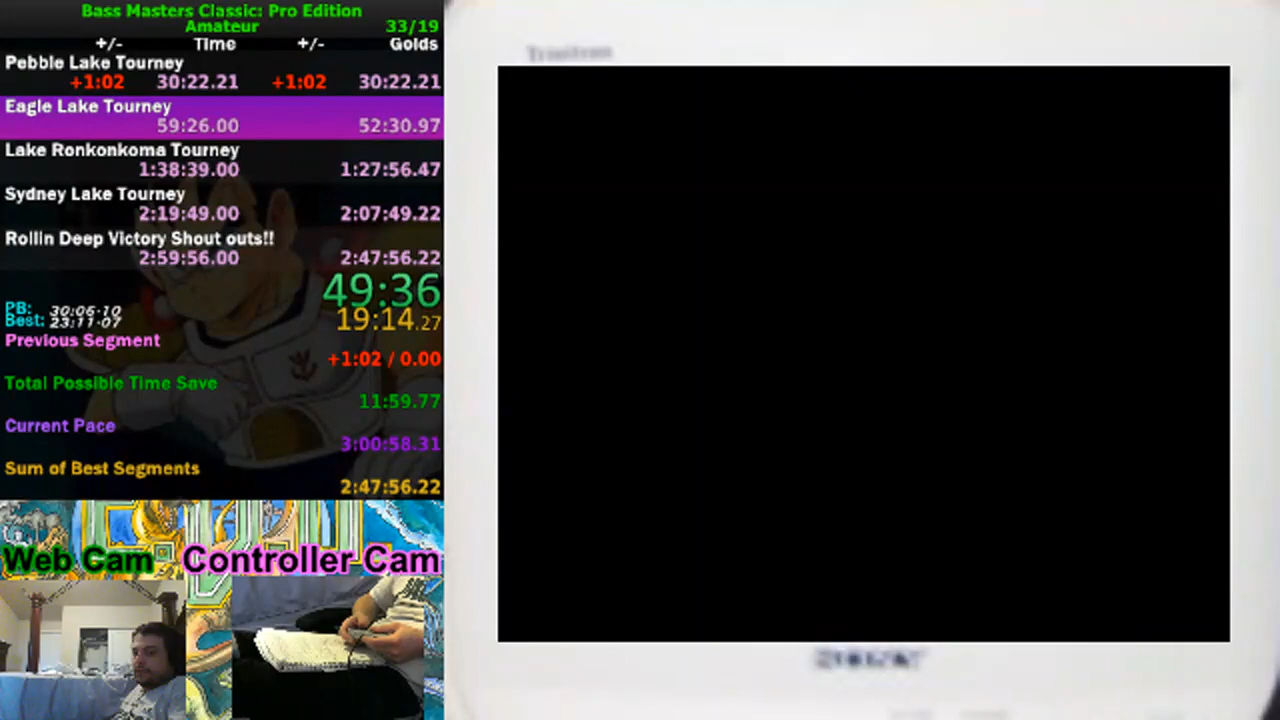 Bass Masters Classic: Pro Edition
Amateur 33/19
+/- Time +/- Golds
Pebble Lake Tourney
+1:02 30:22.21 +1:02 30:22.21
Eagle Lake Tourney
59:26.00 52:30.97
Lake Ronkonkoma Tourney
1:38:39.00 1:27:56.47
Sydney Lake Tourney
2:19:49.00 2:07:49.22
Rollin Deep Victory Shout outs!!
2:59:56.00 2:47:56.22
49:36
PB: 30:06.10
Best: 23:11.07
19:14.27
Previous Segment
+1:02 / 0.00
Total Possible Time Save
11:59.77
Current Pace
3:00:58.31
Sum of Best Segments
2:47:56.22
Web Cam Controller Cam
Trinitron